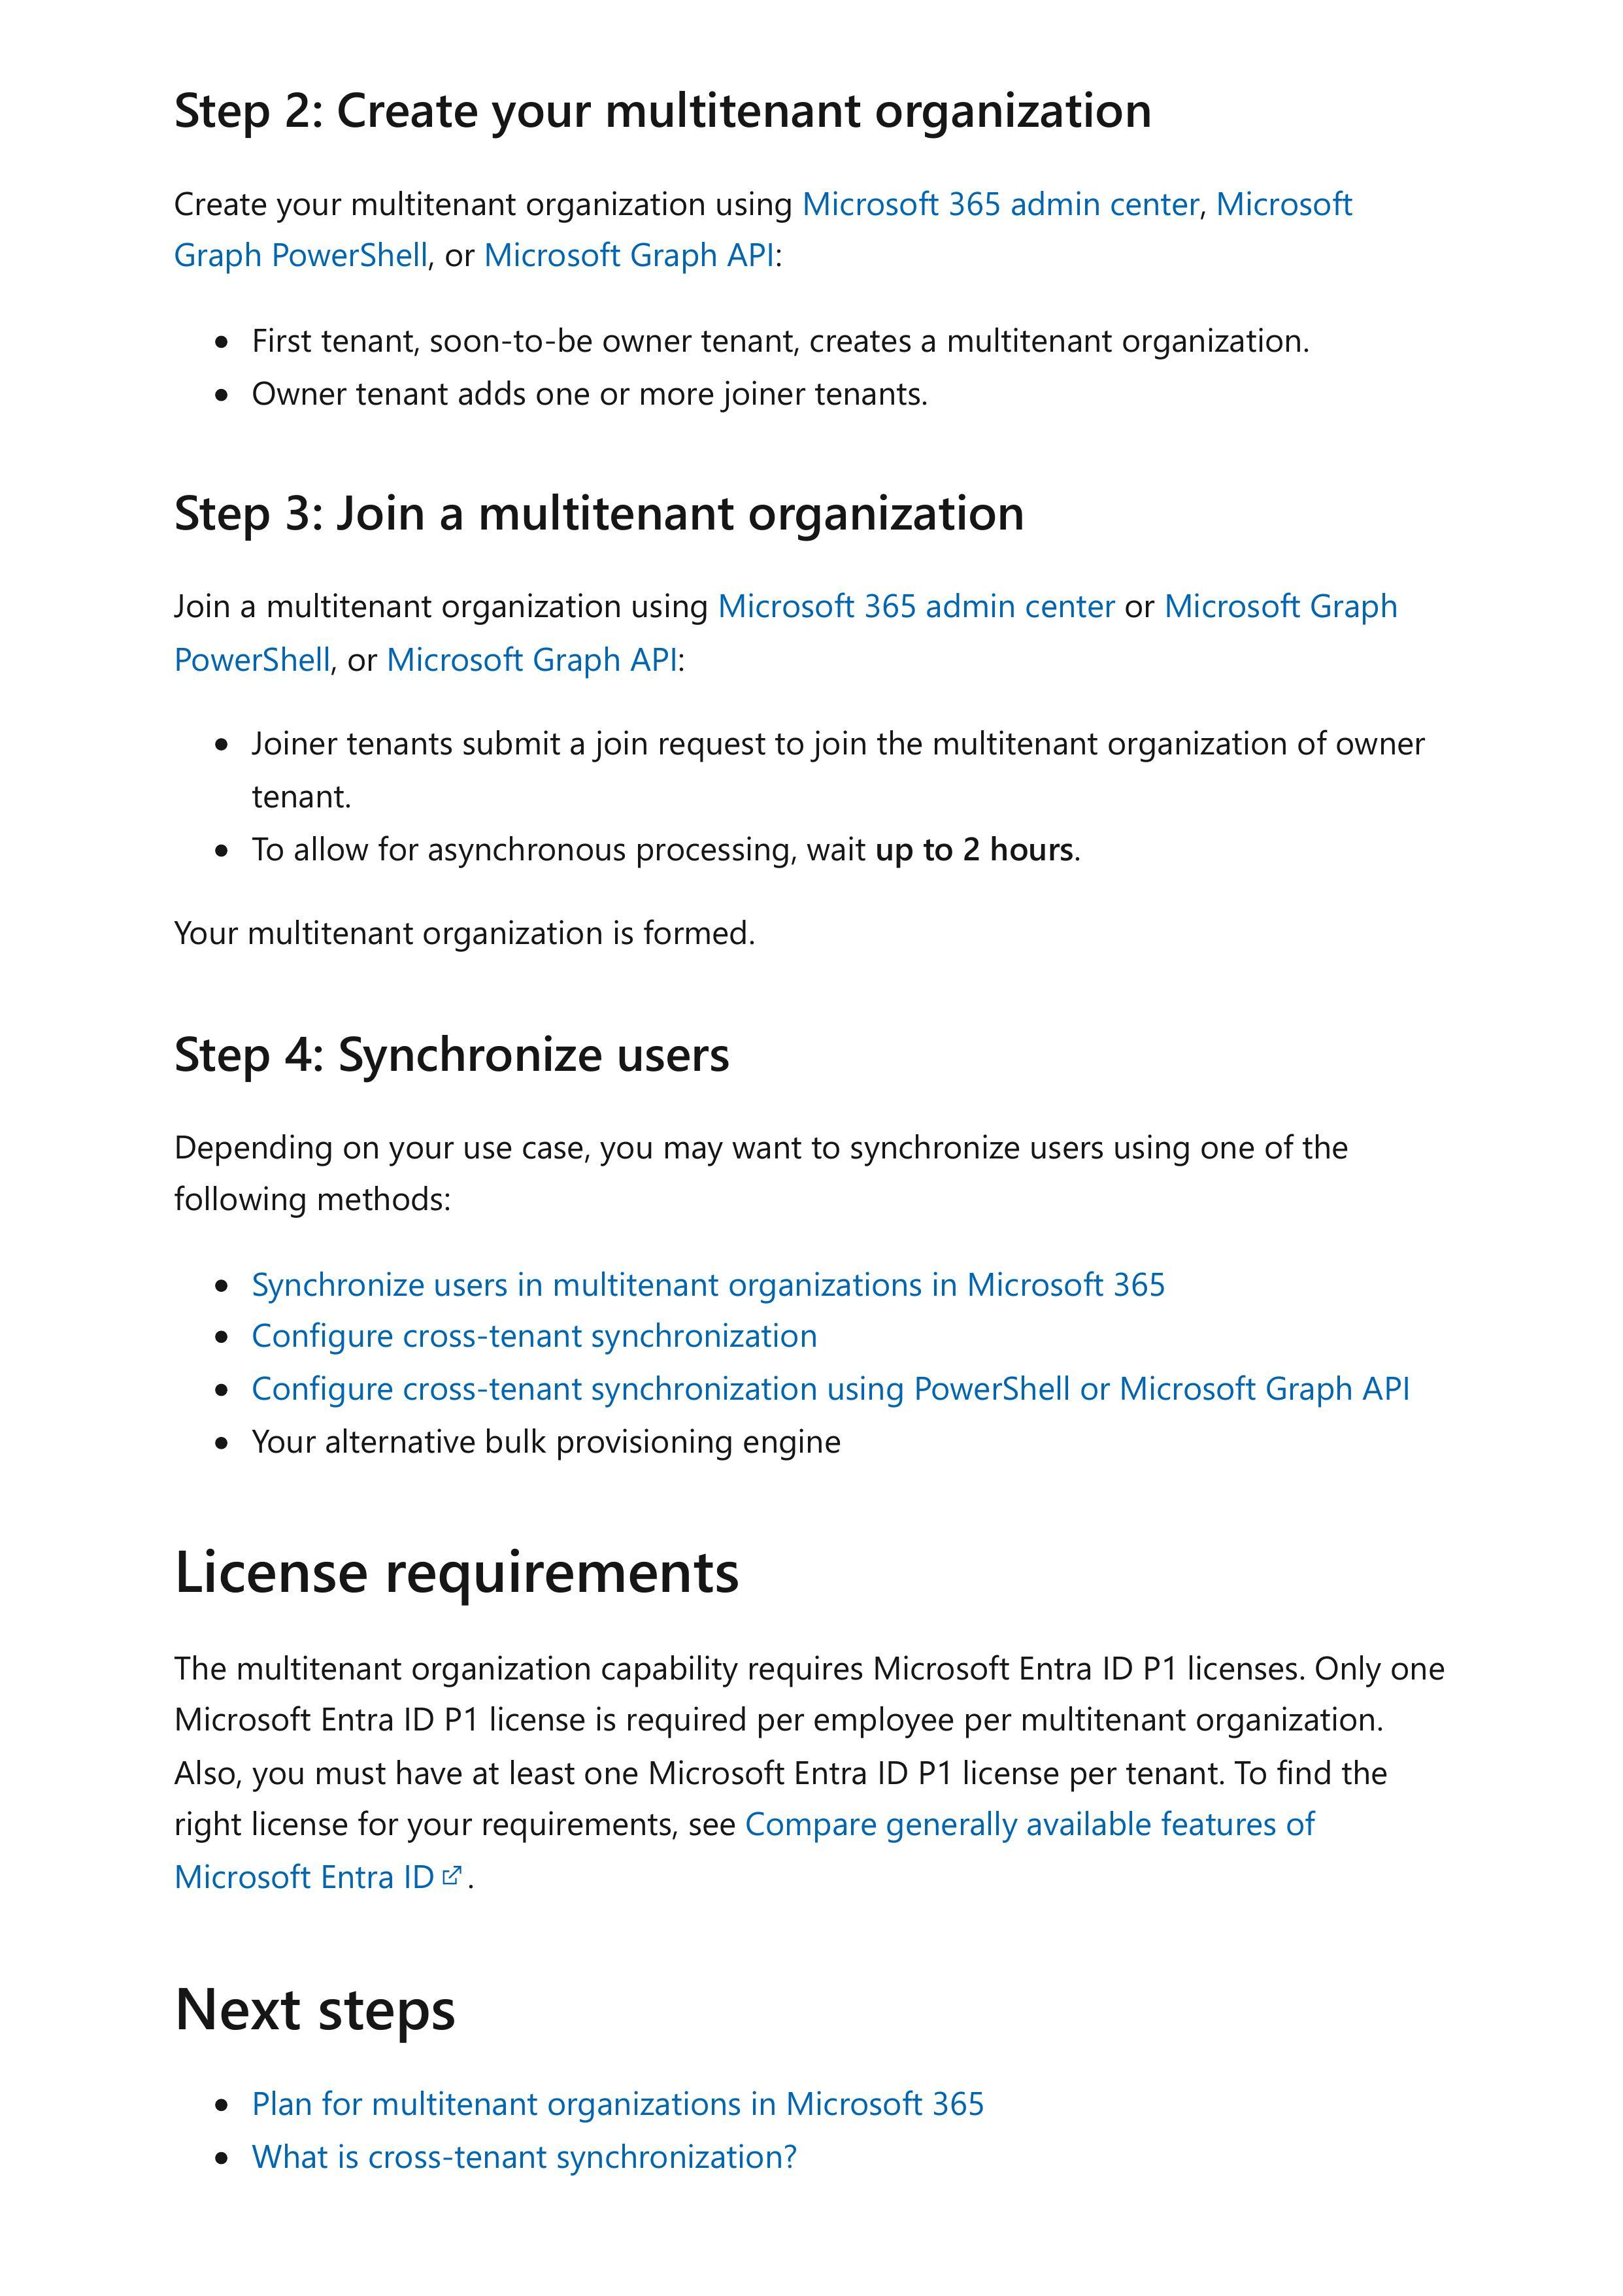 Step 2: Create your multitenant organization
Create your multitenant organization using Microsoft 365 admin center, Microsoft
Graph PowerShell, or Microsoft Graph API:
• First tenant, soon-to-be owner tenant, creates a multitenant organization.
• Owner tenant adds one or more joiner tenants.
Step 3: Join a multitenant organization
Join a multitenant organization using Microsoft 365 admin center or Microsoft Graph
PowerShell, or Microsoft Graph API:
• Joiner tenants submit a join request to join the multitenant organization of owner
tenant.
• To allow for asynchronous processing, wait up to 2 hours.
Your multitenant organization is formed.
Step 4: Synchronize users
Depending on your use case, you may want to synchronize users using one of the
following methods:
• Synchronize users in multitenant organizations in Microsoft 365
• Configure cross-tenant synchronization
• Configure cross-tenant synchronization using PowerShell or Microsoft Graph API
• Your alternative bulk provisioning engine
License requirements
The multitenant organization capability requires Microsoft Entra ID P1 licenses. Only one
Microsoft Entra ID P1 license is required per employee per multitenant organization.
Also, you must have at least one Microsoft Entra ID P1 license per tenant. To find the
right license for your requirements, see Compare generally available features of
Microsoft Entra ID .
Next steps
• Plan for multitenant organizations in Microsoft 365
• What is cross-tenant synchronization?